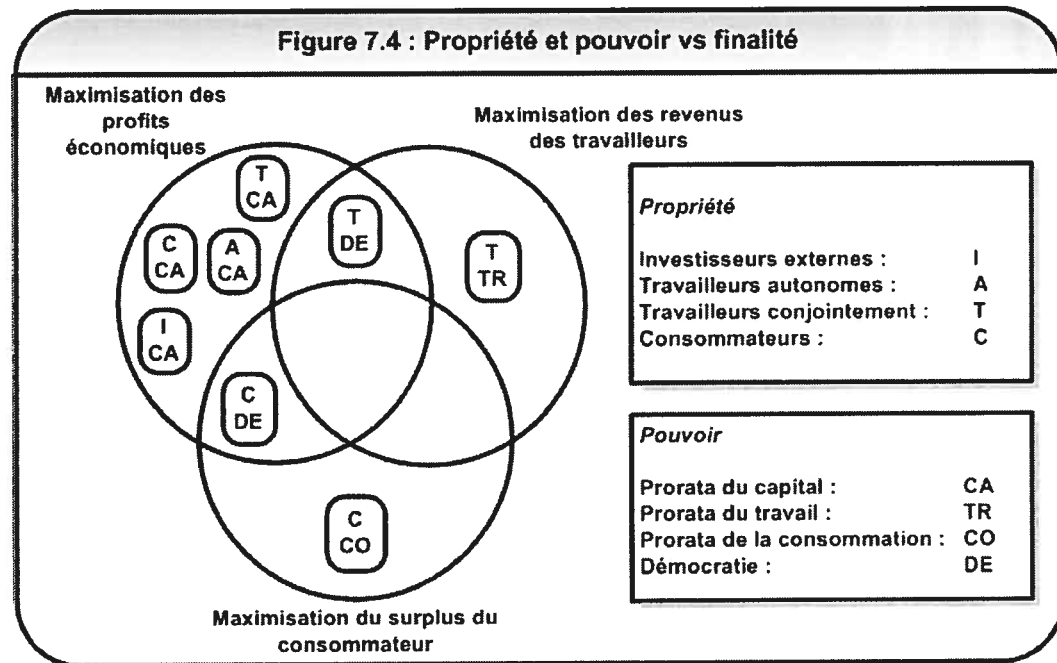 Figure 7.4 : Propriété et pouvoir vs finalité
Maximisation des
profits
économiques
Maximisation des revenus
des travailleurs
T
CA
C
CA
A
CA
I
CA
T
DE
T
TR
C
DE
C
CO
Maximisation du surplus du
consommateur
Propriété
Investisseurs externes : I
Travailleurs autonomes : A
Travailleurs conjointement : T
Consommateurs : C
Pouvoir
Prorata du capital : CA
Prorata du travail : TR
Prorata de la consommation : CO
Démocratie : DE